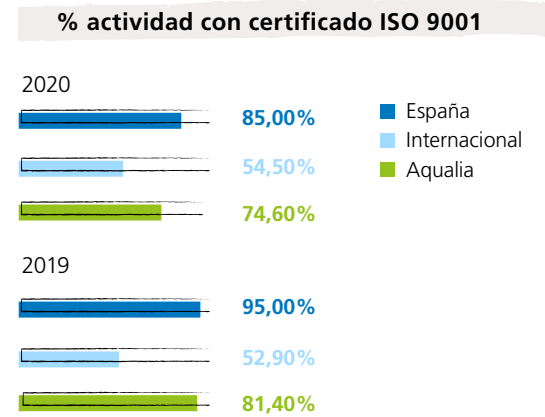 % actividad con certificado ISO 9001
2020
85,00%
54,50%
74,60%
España
Internacional
Aqualia
2019
95,00%
52,90%
81,40%